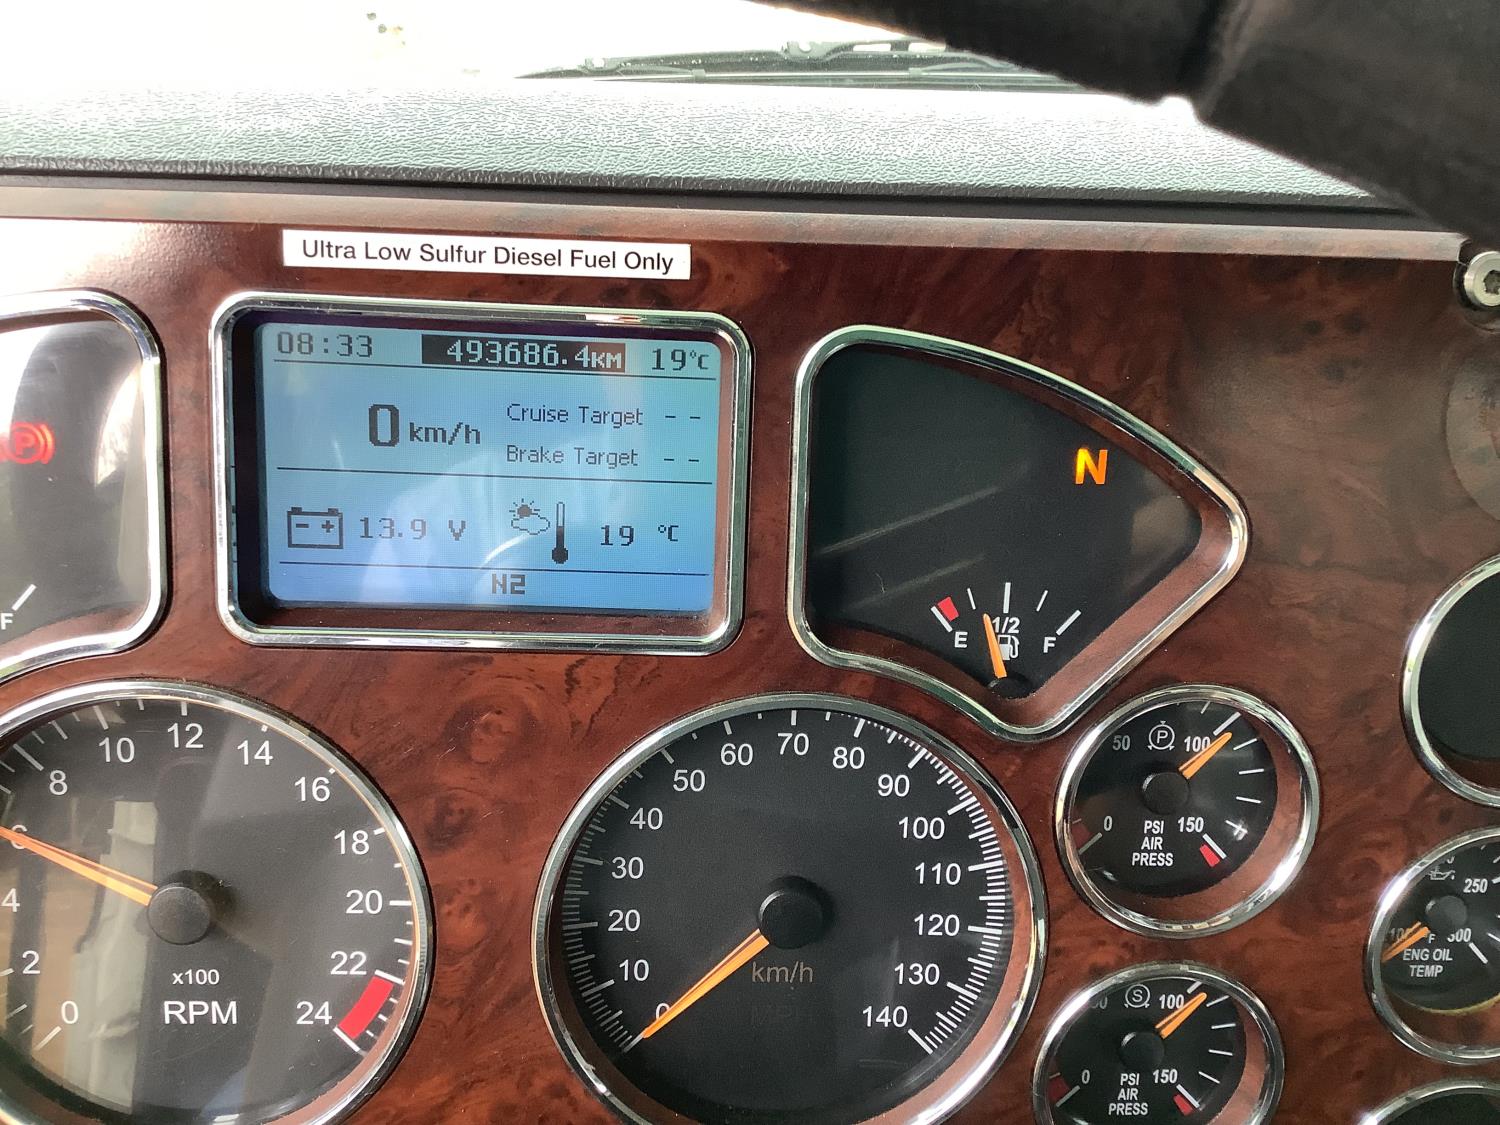 Ultra Low Sulfur Diesel Fuel Only
08:33 493686.4KM 19°C
0 km/h
Cruise Target --
Brake Target --
13.9 V 19 °C
N2
P
F
N
E 1/2 F
0 2 4 6 8 10 12 14 16 18 20 22 24
x100
RPM
0 10 20 30 40 50 60 70 80 90 100 110 120 130 140
km/h
P
0 50 100 150
PSI
AIR
PRESS
S
0 100 150
PSI
AIR
PRESS
250
300
F
ENG OIL
TEMP